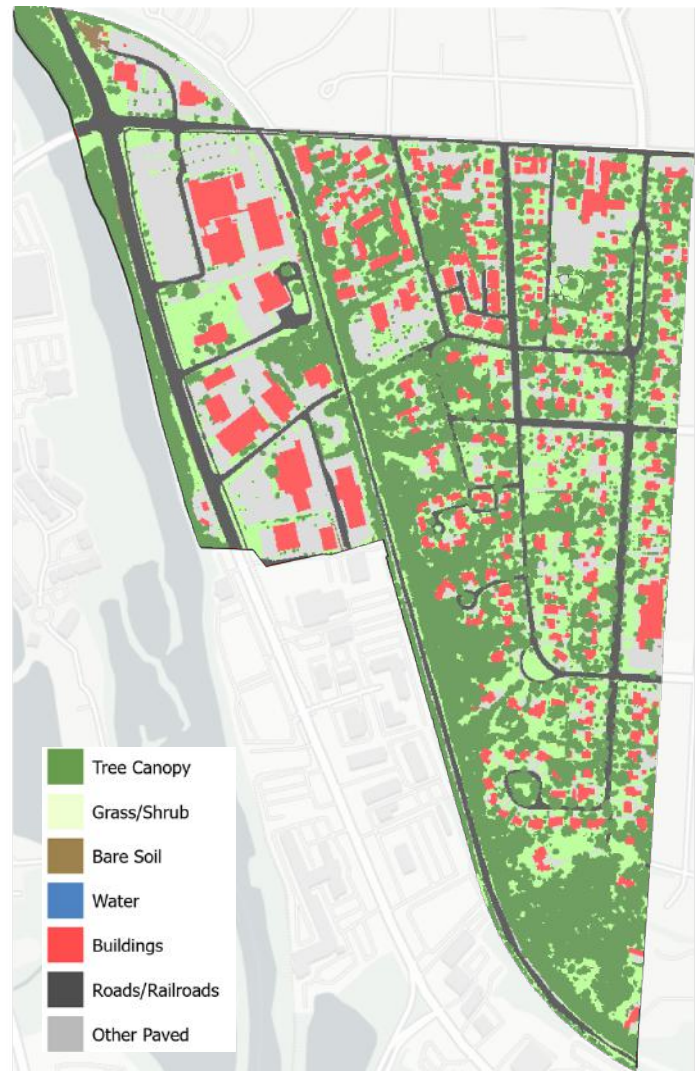 Tree Canopy
Grass/Shrub
Bare Soil
Water
Buildings
Roads/Railroads
Other Paved